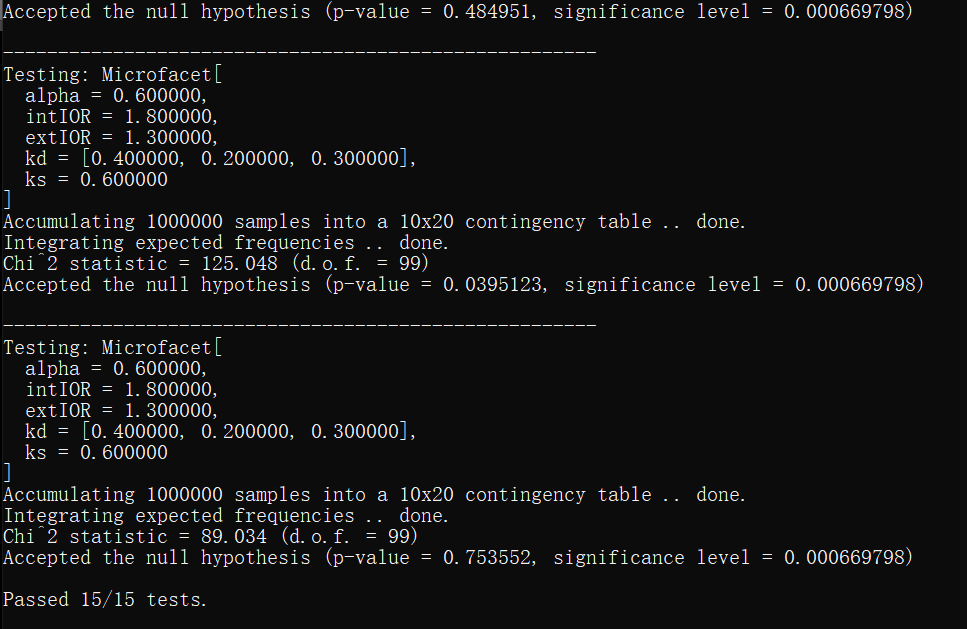 Accepted the null hypothesis (p-value = 0.484951, significance level = 0.000669798)
------------------------------------------------------
Testing: Microfacet[
  alpha = 0.600000,
  intIOR = 1.800000,
  extIOR = 1.300000,
  kd = [0.400000, 0.200000, 0.300000],
  ks = 0.600000
]
Accumulating 1000000 samples into a 10x20 contingency table .. done.
Integrating expected frequencies .. done.
Chi^2 statistic = 125.048 (d.o.f. = 99)
Accepted the null hypothesis (p-value = 0.0395123, significance level = 0.000669798)
------------------------------------------------------
Testing: Microfacet[
  alpha = 0.600000,
  intIOR = 1.800000,
  extIOR = 1.300000,
  kd = [0.400000, 0.200000, 0.300000],
  ks = 0.600000
]
Accumulating 1000000 samples into a 10x20 contingency table .. done.
Integrating expected frequencies .. done.
Chi^2 statistic = 89.034 (d.o.f. = 99)
Accepted the null hypothesis (p-value = 0.753552, significance level = 0.000669798)
Passed 15/15 tests.